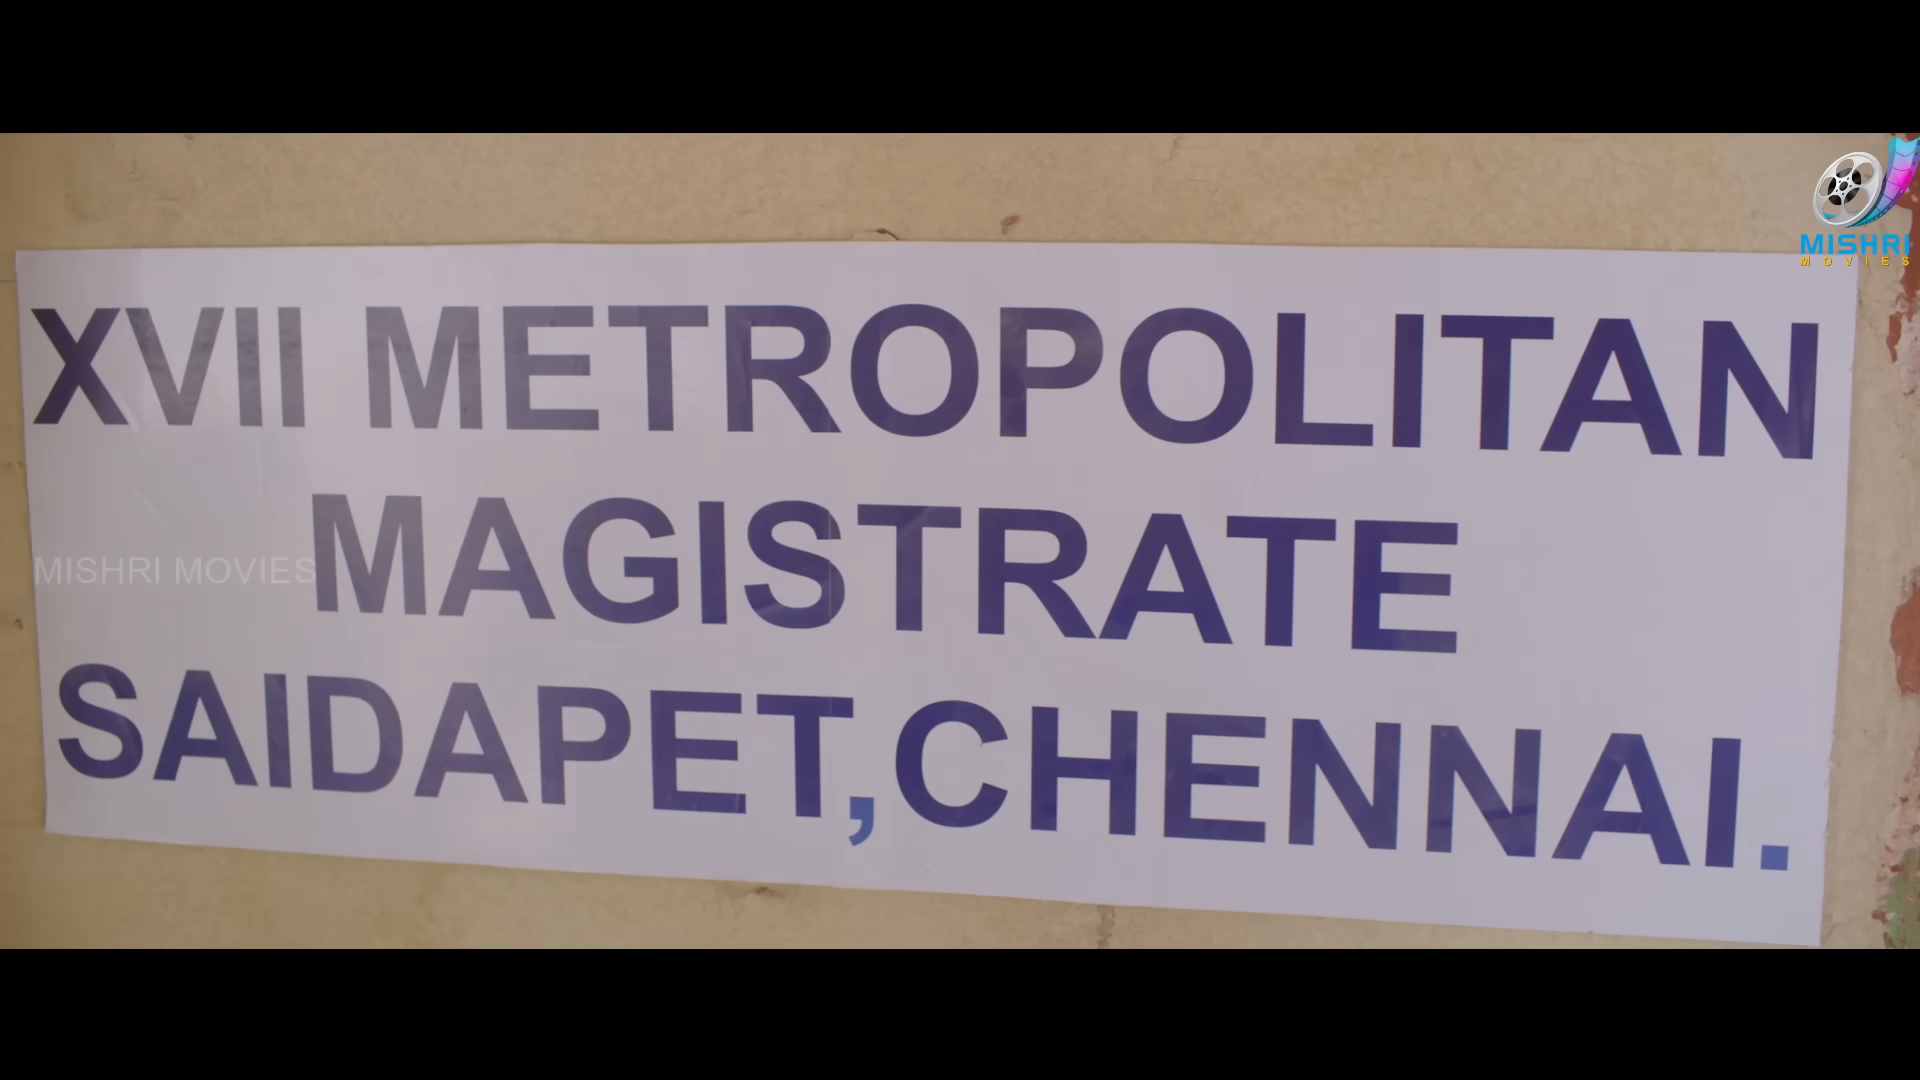 MISHRI
MOVIES
XVII METROPOLITAN
MAGISTRATE
MISHRI MOVIES
SAIDAPET,CHENNAI.